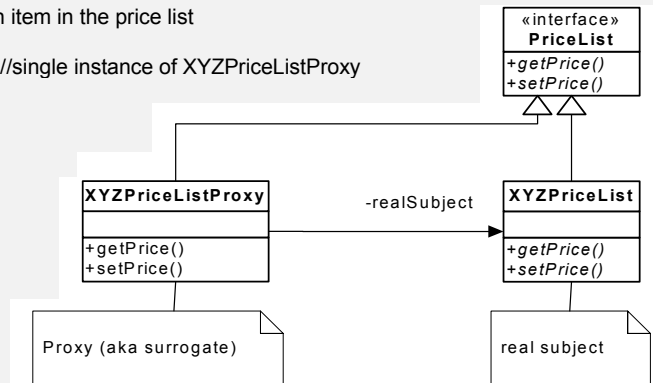 item in the price list
//single instance of XYZPriceListProxy
«interface»
PriceList
+getPrice()
+setPrice()
XYZPriceListProxy
+getPrice()
+setPrice()
-realSubject
XYZPriceList
+getPrice()
+setPrice()
Proxy (aka surrogate)
real subject